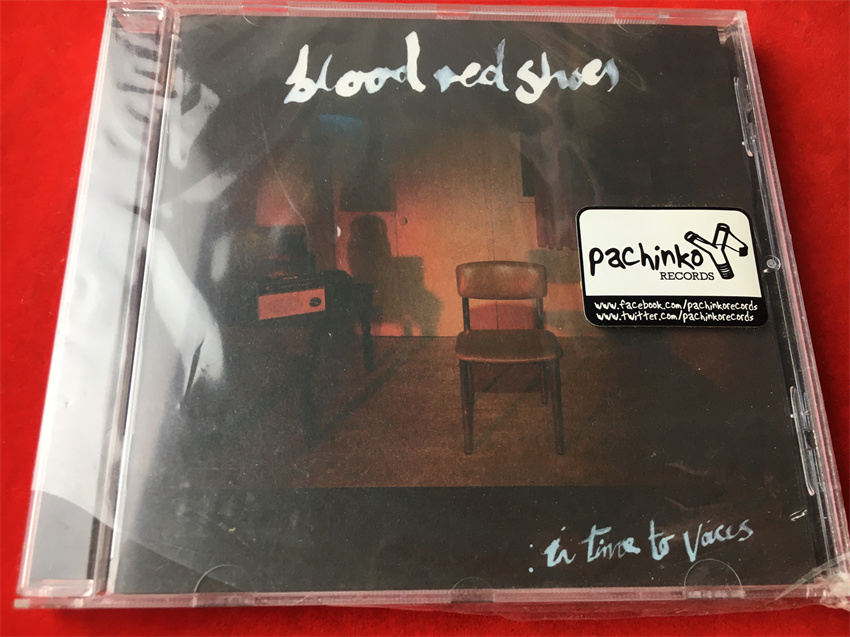 blood red shoes
pachinko
RECORDS
www.facebook.com/pachinkorecords
www.twitter.com/pachinkorecords
: in time to voices